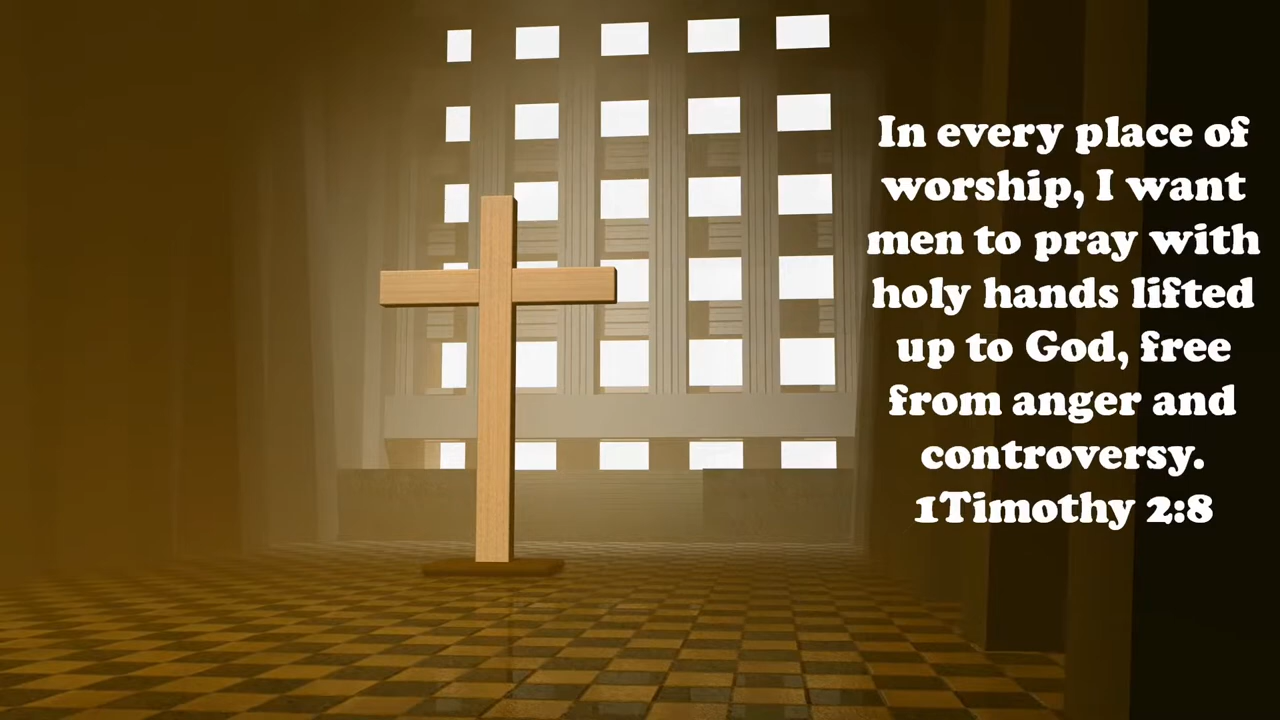 In every place of
worship, I want
men to pray with
holy hands lifted
up to God, free
from anger and
controversy.
1Timothy 2:8